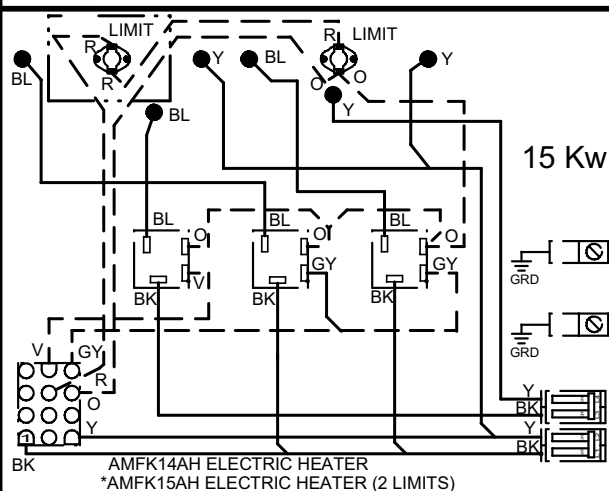 LIMIT
R
LIMIT
R
BL
R
Y
BL
O
O
Y
Y
BL
15 Kw
BL
O
BL
O
BL
O
V
GY
GY
BK
BK
BK
GRD
GRD
V
GY
R
O
Y
BK
Y
BK
Y
BK
AMFK14AH ELECTRIC HEATER
*AMFK15AH ELECTRIC HEATER (2 LIMITS)